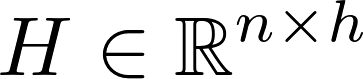 H ∈ ℝ^{n×h}